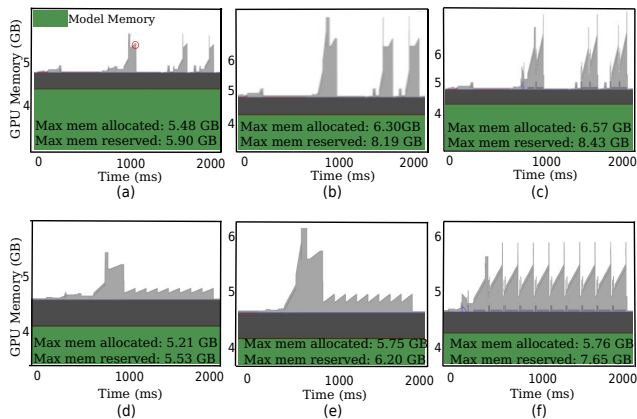 Model Memory
GPU Memory (GB)
5
4
Max mem allocated: 5.48 GB
Max mem reserved: 5.90 GB
0 1000 2000
Time (ms)
(a)
7
6
5
4
Max mem allocated: 6.30GB
Max mem reserved: 8.19 GB
0 1000 2000
Time (ms)
(b)
7
6
5
4
Max mem allocated: 6.57 GB
Max mem reserved: 8.43 GB
0 1000 2000
Time (ms)
(c)
GPU Memory (GB)
5
4
Max mem allocated: 5.21 GB
Max mem reserved: 5.53 GB
0 1000 2000
(d)
6
5
4
Max mem allocated: 5.75 GB
Max mem reserved: 6.20 GB
0 1000 2000
(e)
6
5
4
Max mem allocated: 5.76 GB
Max mem reserved: 7.65 GB
0 1000 2000
(f)